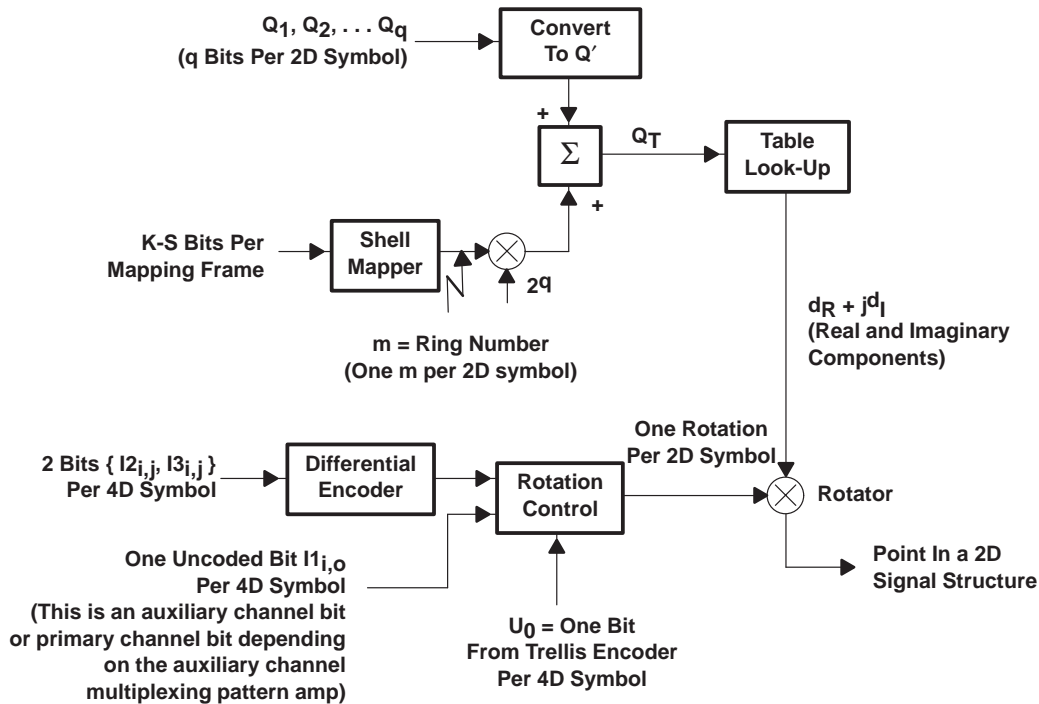 Q1, Q2, . . . Qq
(q Bits Per 2D Symbol)
Convert
To Q′
+
Σ
+
QT
Table
Look-Up
K-S Bits Per
Mapping Frame
Shell
Mapper
2q
m = Ring Number
(One m per 2D symbol)
dR + jdI
(Real and Imaginary
Components)
One Rotation
Per 2D Symbol
2 Bits { I2i,j, I3i,j }
Per 4D Symbol
Differential
Encoder
Rotation
Control
Rotator
One Uncoded Bit I1i,o
Per 4D Symbol
(This is an auxiliary channel bit
or primary channel bit depending
on the auxiliary channel
multiplexing pattern amp)
U0 = One Bit
From Trellis Encoder
Per 4D Symbol
Point In a 2D
Signal Structure